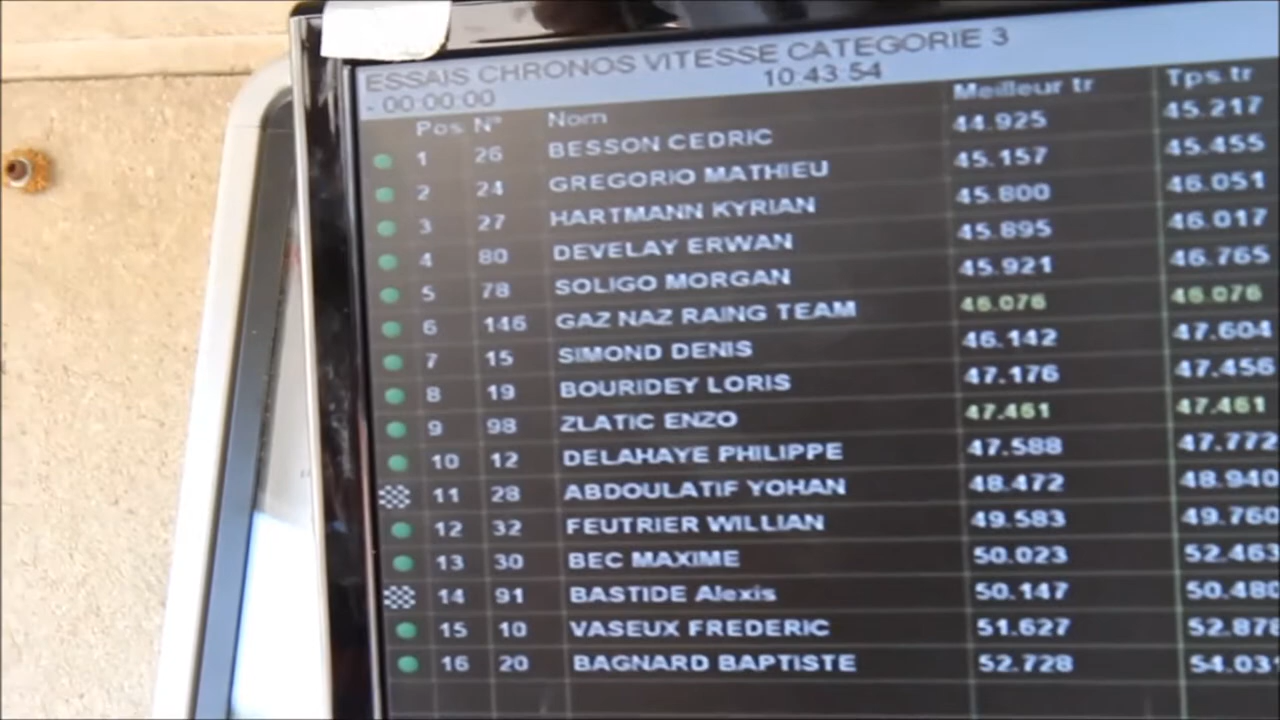 ESSAIS CHRONOS VITESSE CATEGORIE 3
- 00:00:00 10:43:54
Pos N° Nom Meilleur tr Tps.tr
1 26 BESSON CEDRIC 44.925 45.217
2 24 GREGORIO MATHIEU 45.157 45.455
3 27 HARTMANN KYRIAN 45.800 46.051
4 80 DEVELAY ERWAN 45.895 46.017
5 78 SOLIGO MORGAN 45.921 46.765
6 146 GAZ NAZ RAING TEAM 46.076 46.076
7 15 SIMOND DENIS 46.142 47.604
8 19 BOURIDEY LORIS 47.176 47.456
9 98 ZLATIC ENZO 47.461 47.461
10 12 DELAHAYE PHILIPPE 47.588 47.772
11 28 ABDOULATIF YOHAN 48.472 48.940
12 32 FEUTRIER WILLIAN 49.583 49.760
13 30 BEC MAXIME 50.023 52.463
14 91 BASTIDE Alexis 50.147 50.480
15 10 VASEUX FREDERIC 51.627 52.878
16 20 BAGNARD BAPTISTE 52.728 54.031